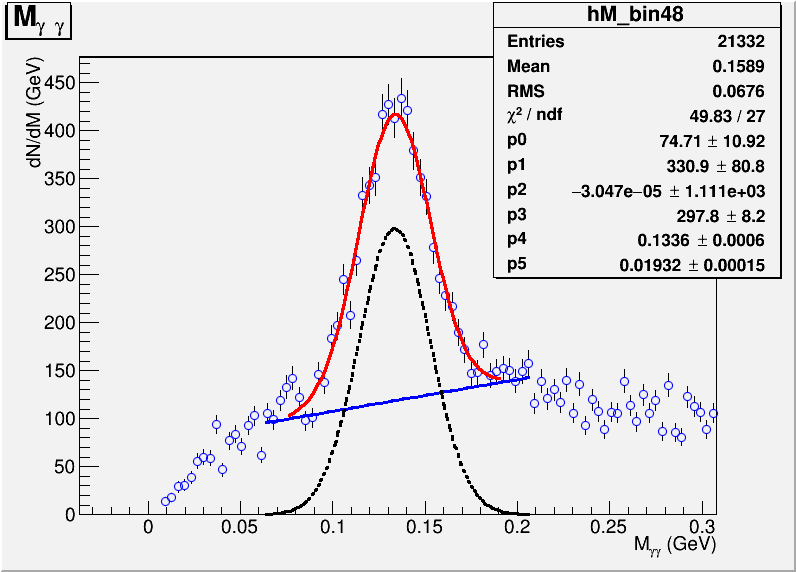 M γ γ
hM_bin48
Entries 21332
Mean 0.1589
RMS 0.0676
χ² / ndf 49.83 / 27
p0 74.71 ± 10.92
p1 330.9 ± 80.8
p2 −3.047e−05 ± 1.111e+03
p3 297.8 ± 8.2
p4 0.1336 ± 0.0006
p5 0.01932 ± 0.00015
dN/dM (GeV)
450
400
350
300
250
200
150
100
50
0
0 0.05 0.1 0.15 0.2 0.25 0.3
Mγγ (GeV)